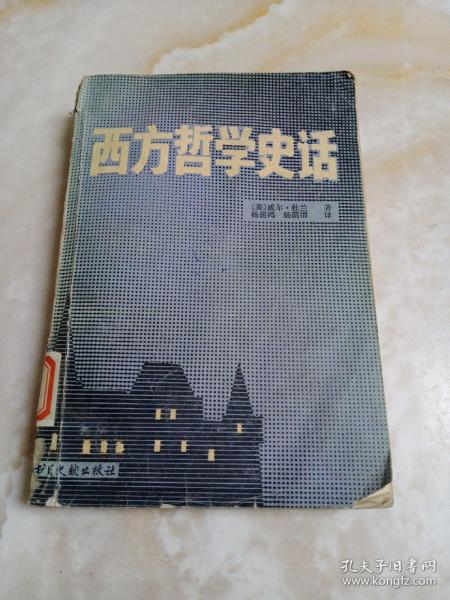 西方哲学史话
〔美〕威尔·杜兰 著
杨荫鸿 杨荫渭 译
书目文献出版社
孔夫子旧书网
www.kongfz.com